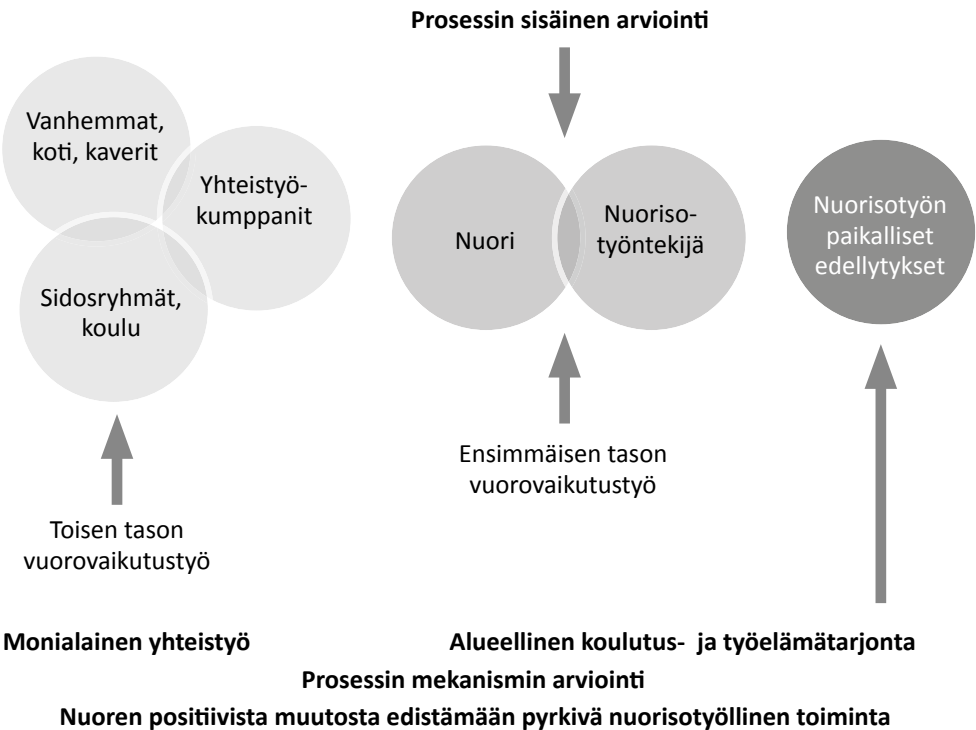 Prosessin sisäinen arviointi
Vanhemmat,
koti, kaverit
Yhteistyö-
kumppanit
Sidosryhmät,
koulu
Nuori
Nuoriso-
työntekijä
Nuorisotyön
paikalliset
edellytykset
Ensimmäisen tason
vuorovaikutustyö
Toisen tason
vuorovaikutustyö
Monialainen yhteistyö
Alueellinen koulutus- ja työelämätarjonta
Prosessin mekanismin arviointi
Nuoren positiivista muutosta edistämään pyrkivä nuorisotyöllinen toiminta